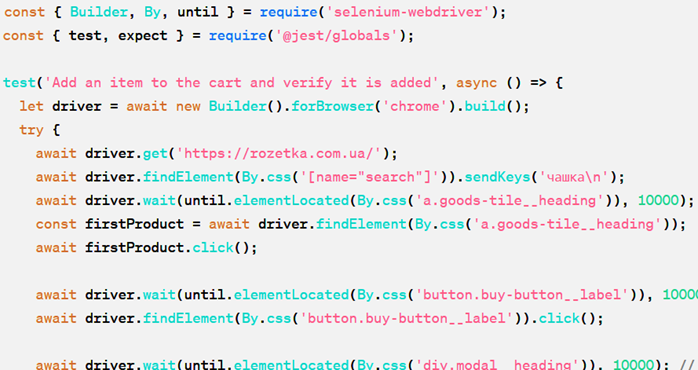 const { Builder, By, until } = require('selenium-webdriver');
const { test, expect } = require('@jest/globals');
test('Add an item to the cart and verify it is added', async () => {
let driver = await new Builder().forBrowser('chrome').build();
try {
await driver.get('https://rozetka.com.ua/');
await driver.findElement(By.css('[name="search"]')).sendKeys('чашка\n');
await driver.wait(until.elementLocated(By.css('a.goods-tile__heading')), 10000);
const firstProduct = await driver.findElement(By.css('a.goods-tile__heading'));
await firstProduct.click();
await driver.wait(until.elementLocated(By.css('button.buy-button__label')), 1000
await driver.findElement(By.css('button.buy-button__label')).click();
await driver.wait(until.elementLocated(By.css('div.modal__heading')), 10000); //